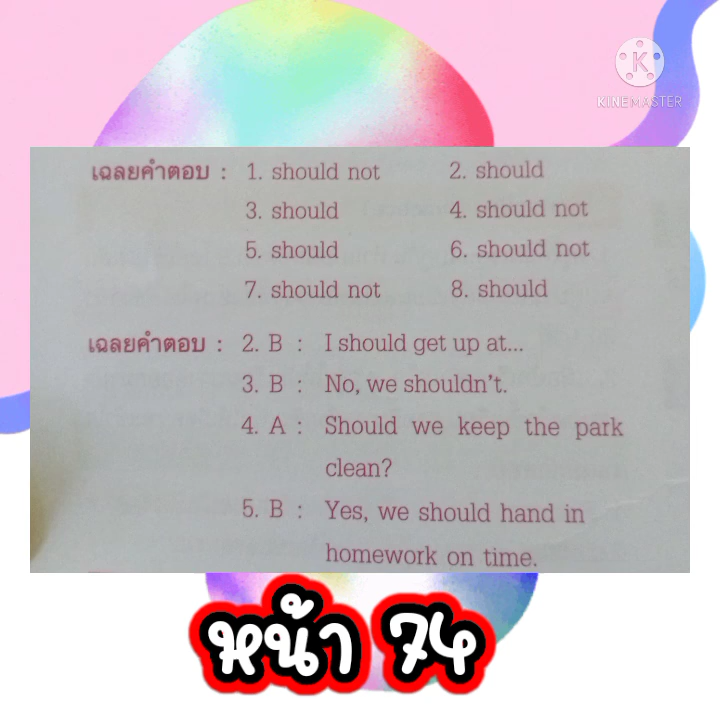 KINEMASTER
เฉลยคำตอบ : 1. should not 2. should
3. should 4. should not
5. should 6. should not
7. should not 8. should
เฉลยคำตอบ : 2. B : I should get up at...
3. B : No, we shouldn't.
4. A : Should we keep the park
clean?
5. B : Yes, we should hand in
homework on time.
หน้า 74